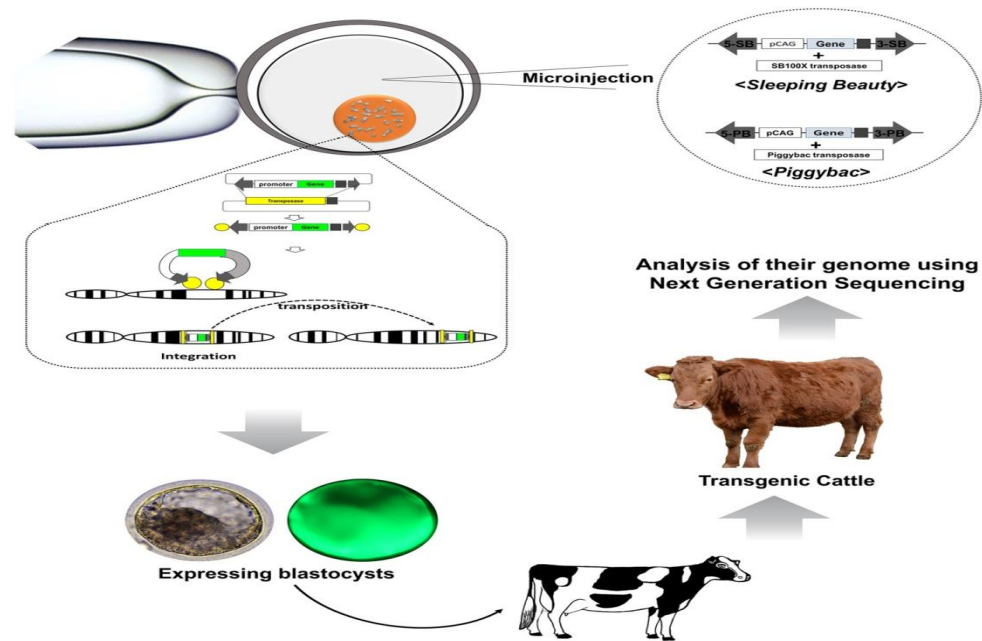 Microinjection
5-SB pCAG Gene 3-SB
+
SB100X transposase
<Sleeping Beauty>
5-PB pCAG Gene 3-PB
+
Piggybac transposase
<Piggybac>
promoter Gene
Transposase
promoter Gene
transposition
Integration
Expressing blastocysts
Analysis of their genome using
Next Generation Sequencing
Transgenic Cattle